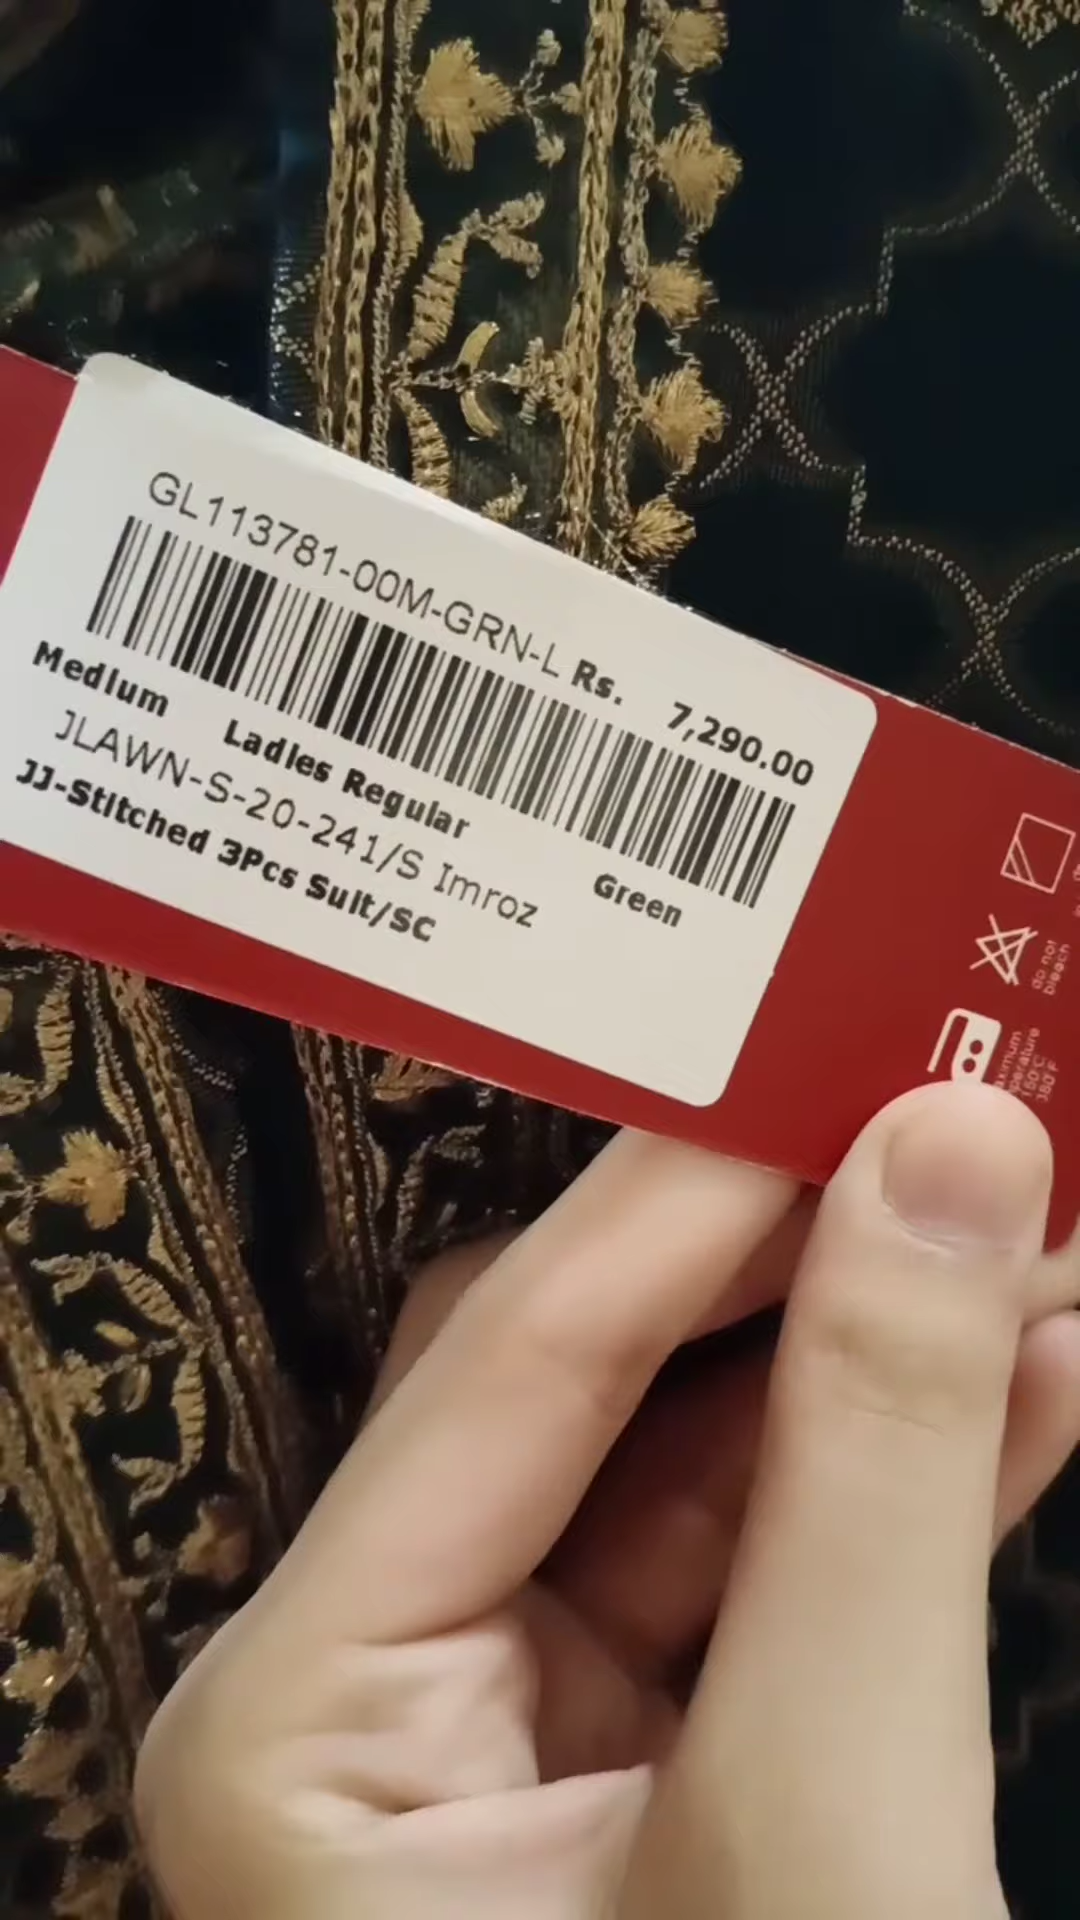 GL113781-00M-GRN-L
Rs. 7,290.00
Medium Ladies Regular Green
JLAWN-S-20-241/S Imroz
JJ-Stitched 3Pcs Suit/SC
do not
bleach
160°C